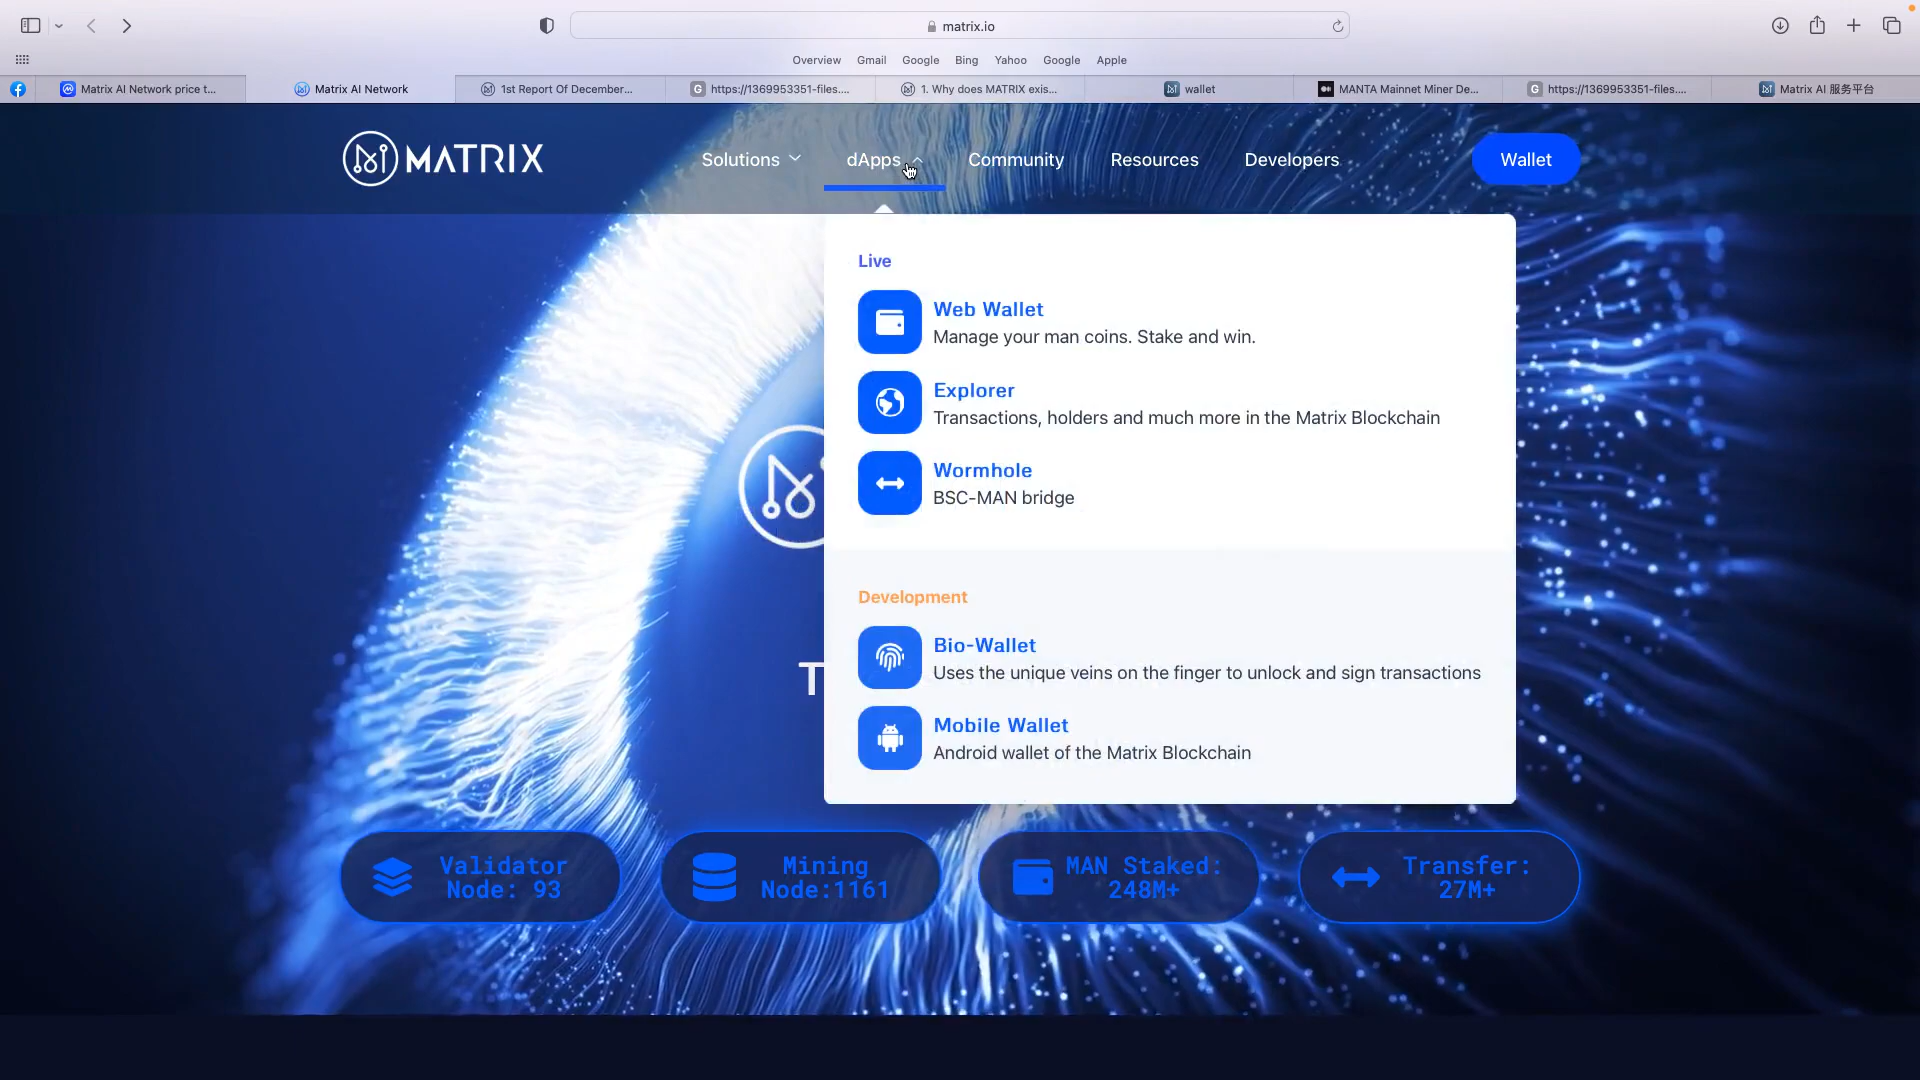 matrix.io
Overview Gmail Google Bing Yahoo Google Apple
Matrix AI Network price t...
Matrix AI Network
1st Report Of December...
https://1369953351-files....
1. Why does MATRIX exis...
wallet
MANTA Mainnet Miner De...
https://1369953351-files....
Matrix AI 服务平台
MATRIX
Solutions
dApps
Community
Resources
Developers
Wallet
Live
Web Wallet
Manage your man coins. Stake and win.
Explorer
Transactions, holders and much more in the Matrix Blockchain
Wormhole
BSC-MAN bridge
Development
Bio-Wallet
Uses the unique veins on the finger to unlock and sign transactions
Mobile Wallet
Android wallet of the Matrix Blockchain
T
Validator
Node: 93
Mining
Node:1161
MAN Staked:
248M+
Transfer:
27M+